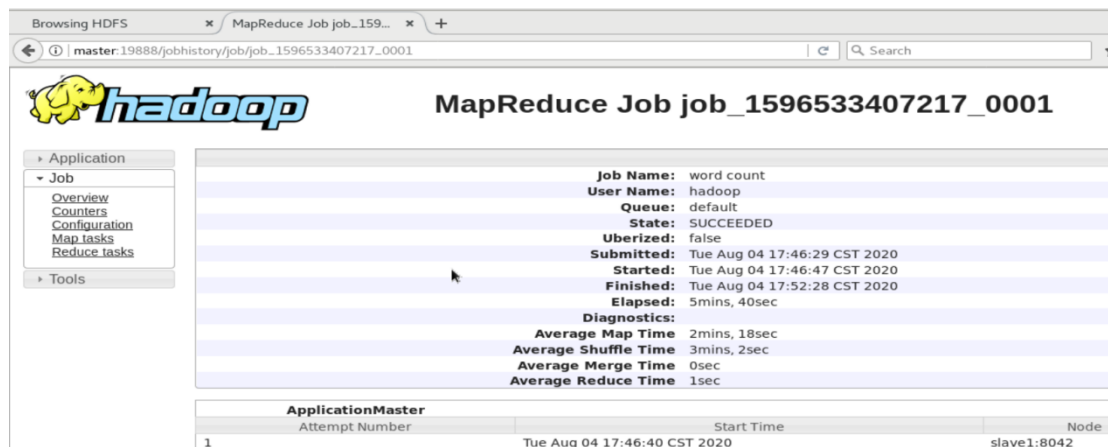 Browsing HDFS × MapReduce Job job_159... × +
master:19888/jobhistory/job/job_1596533407217_0001 Search
hadoop
MapReduce Job job_1596533407217_0001
Application
Job
Overview
Counters
Configuration
Map tasks
Reduce tasks
Tools
Job Name: word count
User Name: hadoop
Queue: default
State: SUCCEEDED
Uberized: false
Submitted: Tue Aug 04 17:46:29 CST 2020
Started: Tue Aug 04 17:46:47 CST 2020
Finished: Tue Aug 04 17:52:28 CST 2020
Elapsed: 5mins, 40sec
Diagnostics:
Average Map Time 2mins, 18sec
Average Shuffle Time 3mins, 2sec
Average Merge Time 0sec
Average Reduce Time 1sec
ApplicationMaster
Attempt Number Start Time Node
1 Tue Aug 04 17:46:40 CST 2020 slave1:8042